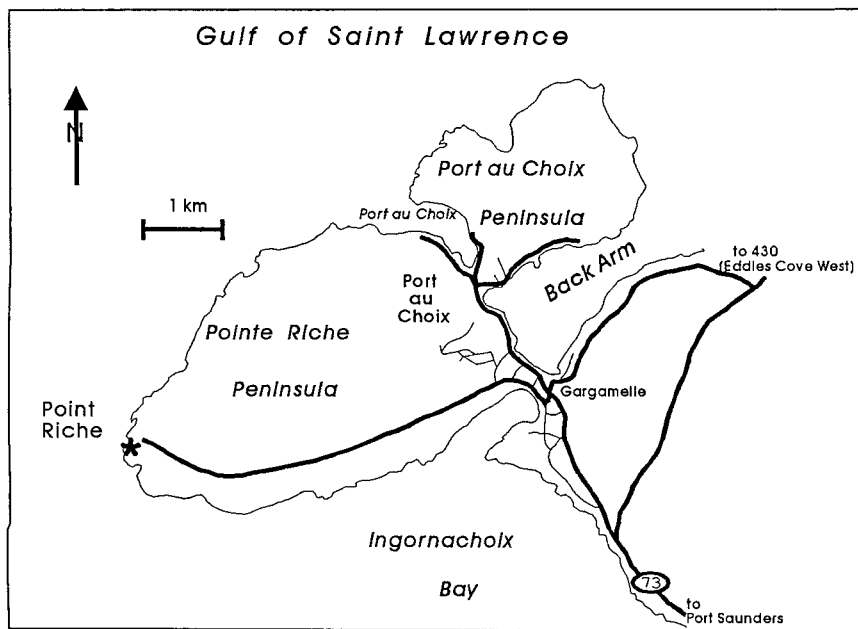 Gulf of Saint Lawrence
N
Port au Choix
1 km
Port au Choix
Peninsula
to 430
(Eddies Cove West)
Back Arm
Port
au
Choix
Pointe Riche
Peninsula
Gargamelle
Point
Riche
Ingornachoix
Bay
73
to
Port Saunders